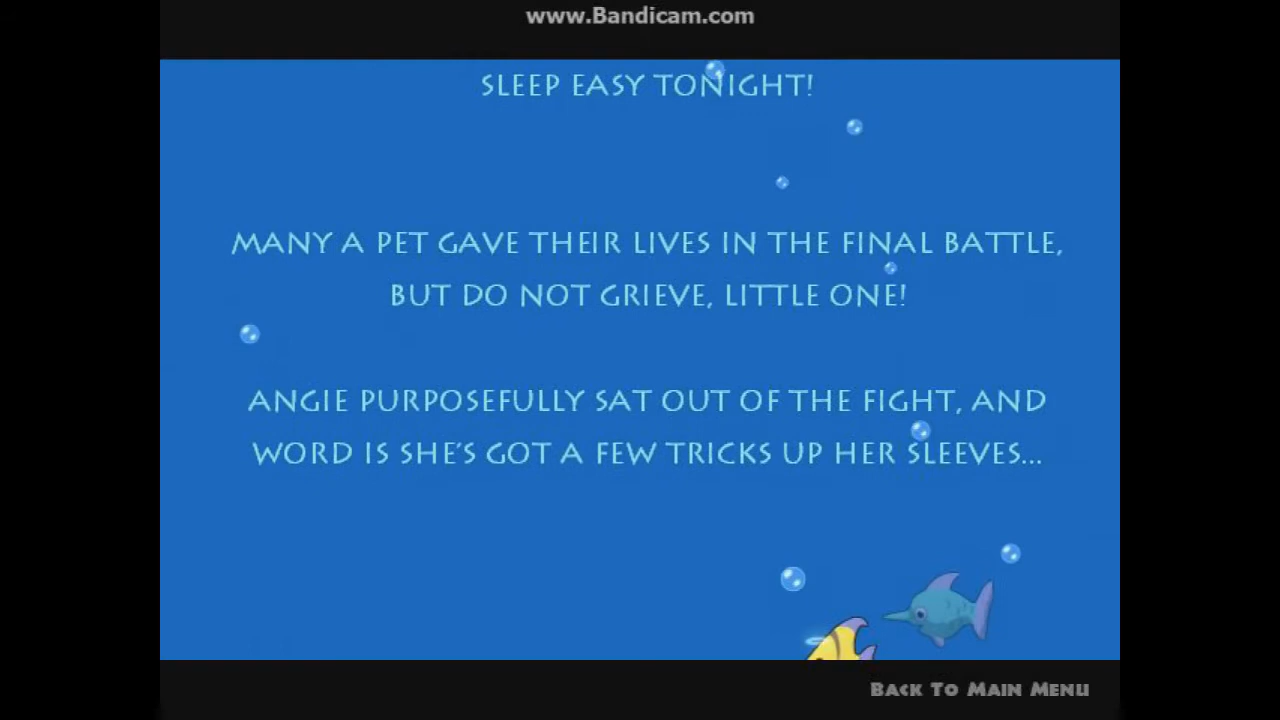 www.Bandicam.com
SLEEP EASY TONIGHT!
MANY A PET GAVE THEIR LIVES IN THE FINAL BATTLE,
BUT DO NOT GRIEVE, LITTLE ONE!
ANGIE PURPOSEFULLY SAT OUT OF THE FIGHT, AND
WORD IS SHE'S GOT A FEW TRICKS UP HER SLEEVES...
BACK TO MAIN MENU